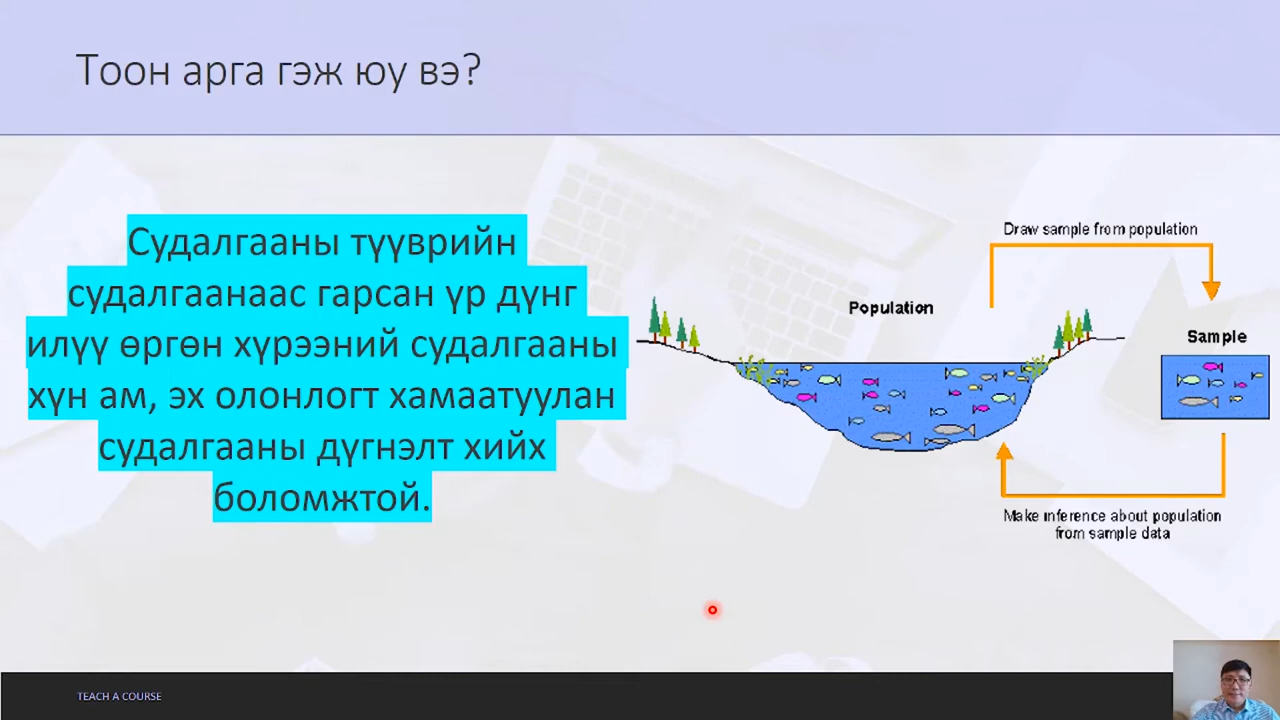 Тоон арга гэж юу вэ?
Судалгааны түүврийн
судалгаанаас гарсан үр дүнг
илүү өргөн хүрээний судалгааны
хүн ам, эх олонлогт хамаатуулан
судалгааны дүгнэлт хийх
боломжтой.
Draw sample from population
Population
Sample
Make inference about population
from sample data
TEACH A COURSE